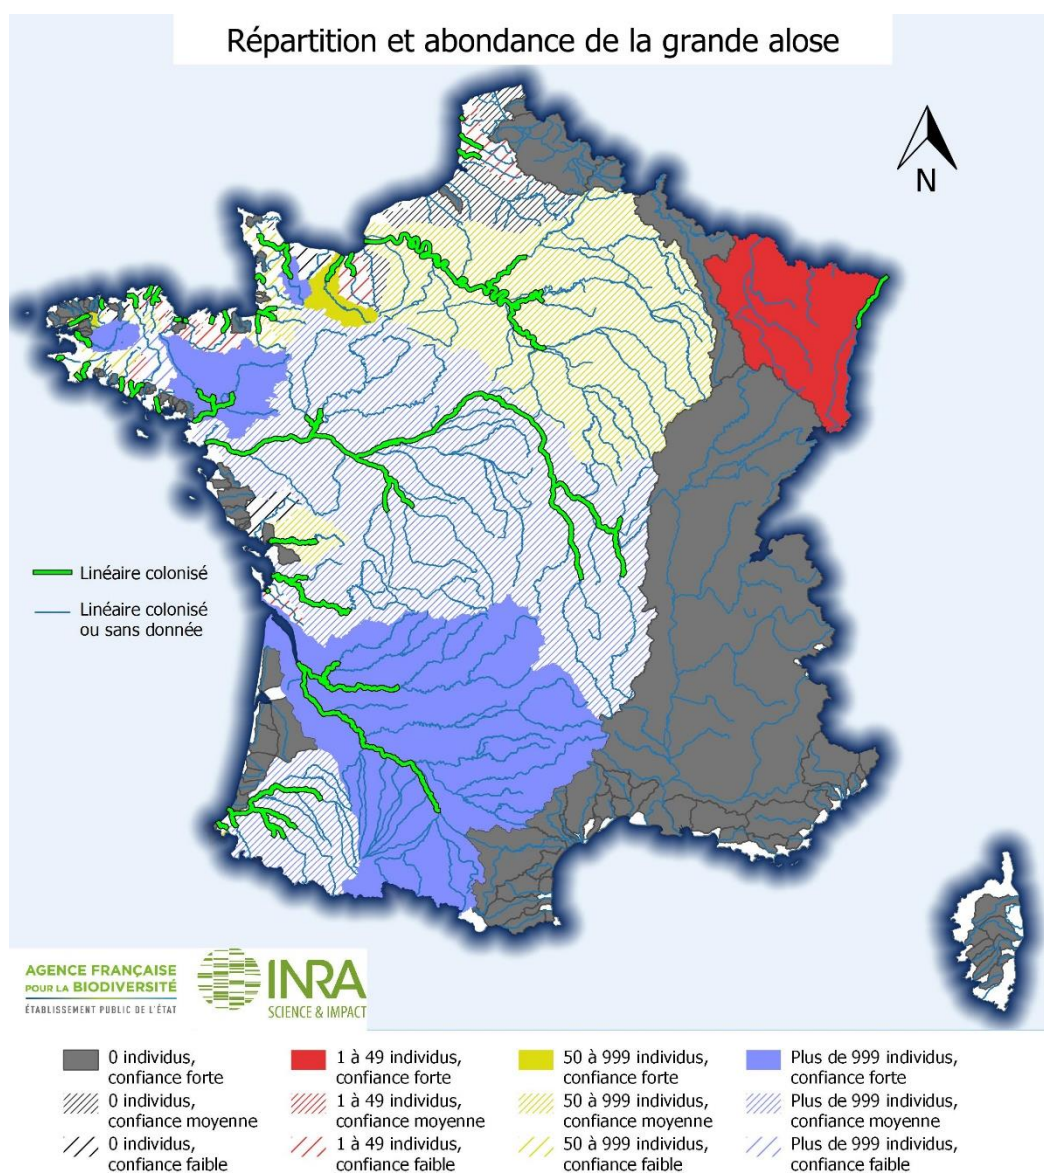 Répartition et abondance de la grande alose
N
Linéaire colonisé
Linéaire colonisé
ou sans donnée
AGENCE FRANÇAISE
POUR LA BIODIVERSITÉ
ÉTABLISSEMENT PUBLIC DE L'ÉTAT
INRA
SCIENCE & IMPACT
0 individus,
confiance forte
1 à 49 individus,
confiance forte
50 à 999 individus,
confiance forte
Plus de 999 individus,
confiance forte
0 individus,
confiance moyenne
1 à 49 individus,
confiance moyenne
50 à 999 individus,
confiance moyenne
Plus de 999 individus,
confiance moyenne
0 individus,
confiance faible
1 à 49 individus,
confiance faible
50 à 999 individus,
confiance faible
Plus de 999 individus,
confiance faible